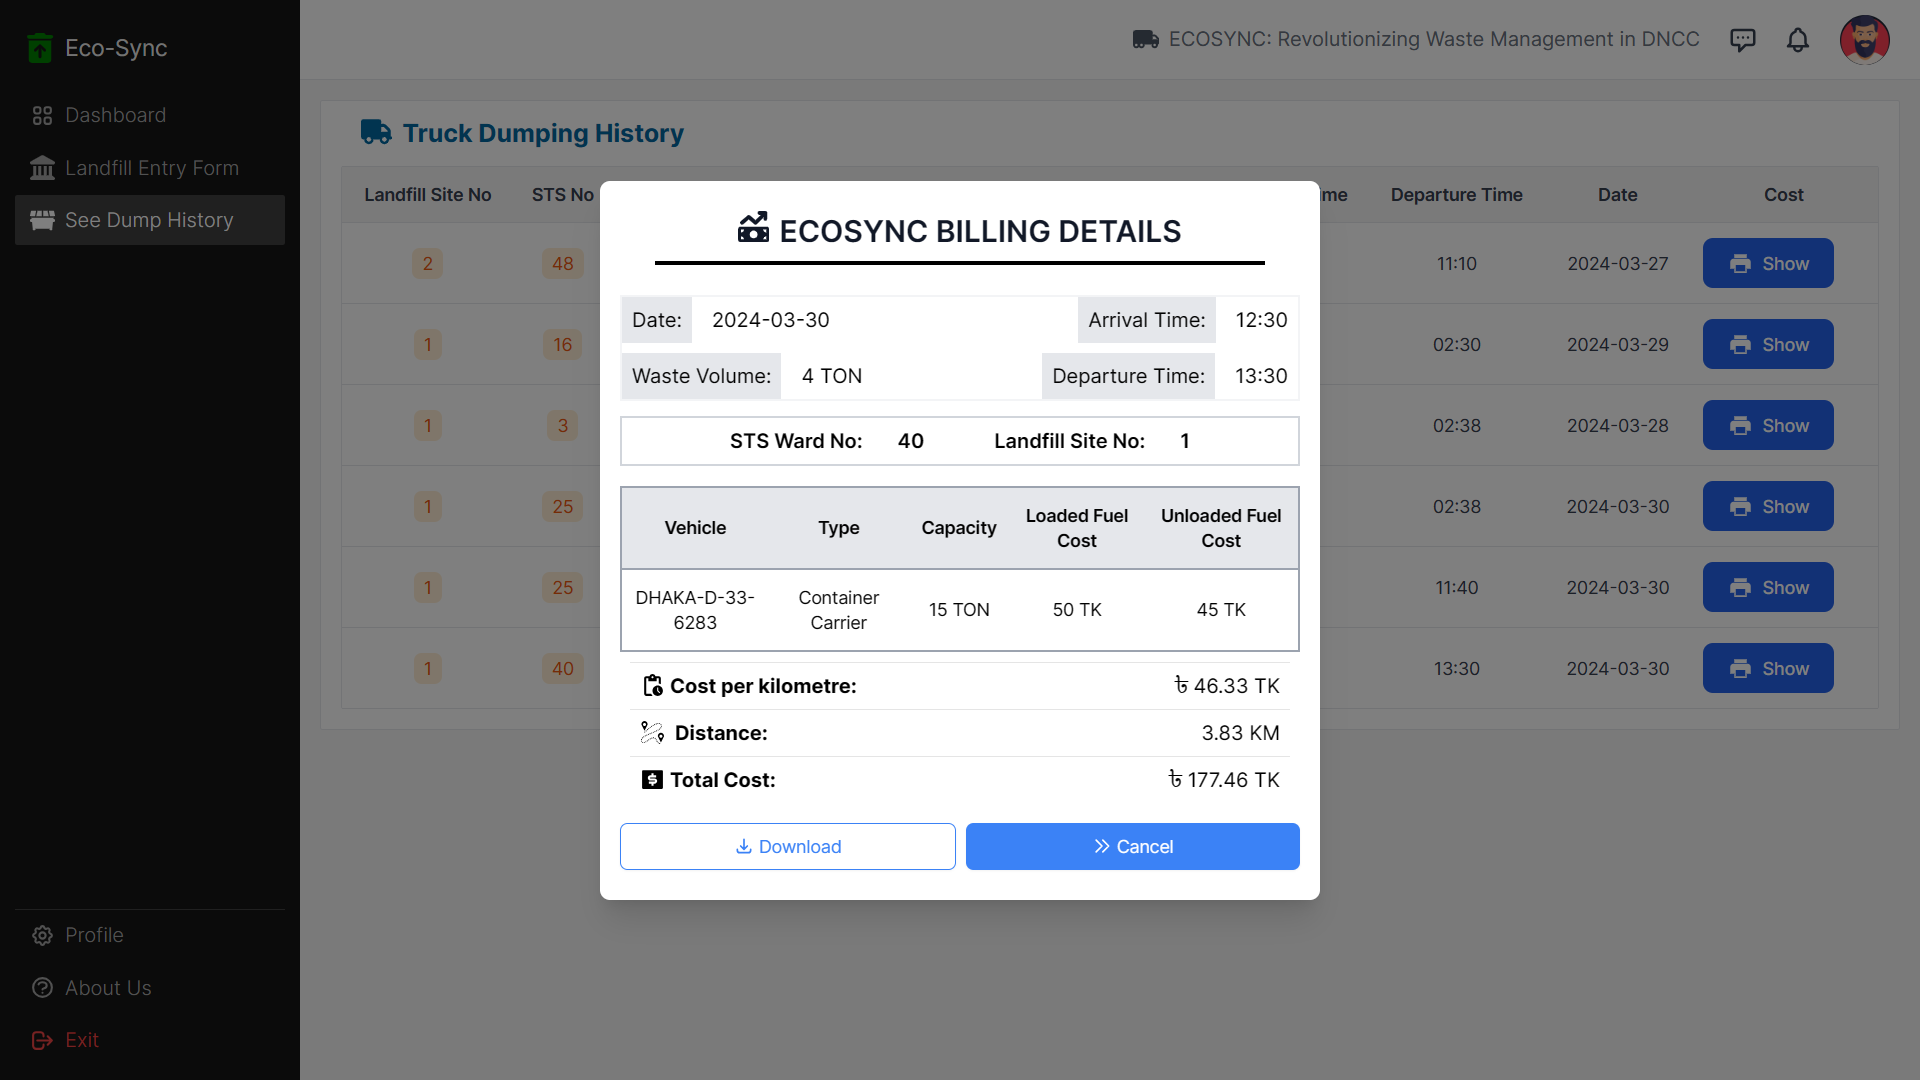 Eco-Sync
Dashboard
Landfill Entry Form
See Dump History
Profile
About Us
Exit
ECOSYNC: Revolutionizing Waste Management in DNCC
Truck Dumping History
Landfill Site No STS No me Departure Time Date Cost
2 48 11:10 2024-03-27 Show
1 16 02:30 2024-03-29 Show
1 3 02:38 2024-03-28 Show
1 25 02:38 2024-03-30 Show
1 25 11:40 2024-03-30 Show
1 40 13:30 2024-03-30 Show
ECOSYNC BILLING DETAILS
Date: 2024-03-30 Arrival Time: 12:30
Waste Volume: 4 TON Departure Time: 13:30
STS Ward No: 40 Landfill Site No: 1
Vehicle Type Capacity Loaded Fuel Cost Unloaded Fuel Cost
DHAKA-D-33-6283 Container Carrier 15 TON 50 TK 45 TK
Cost per kilometre: ৳ 46.33 TK
Distance: 3.83 KM
Total Cost: ৳ 177.46 TK
Download
Cancel